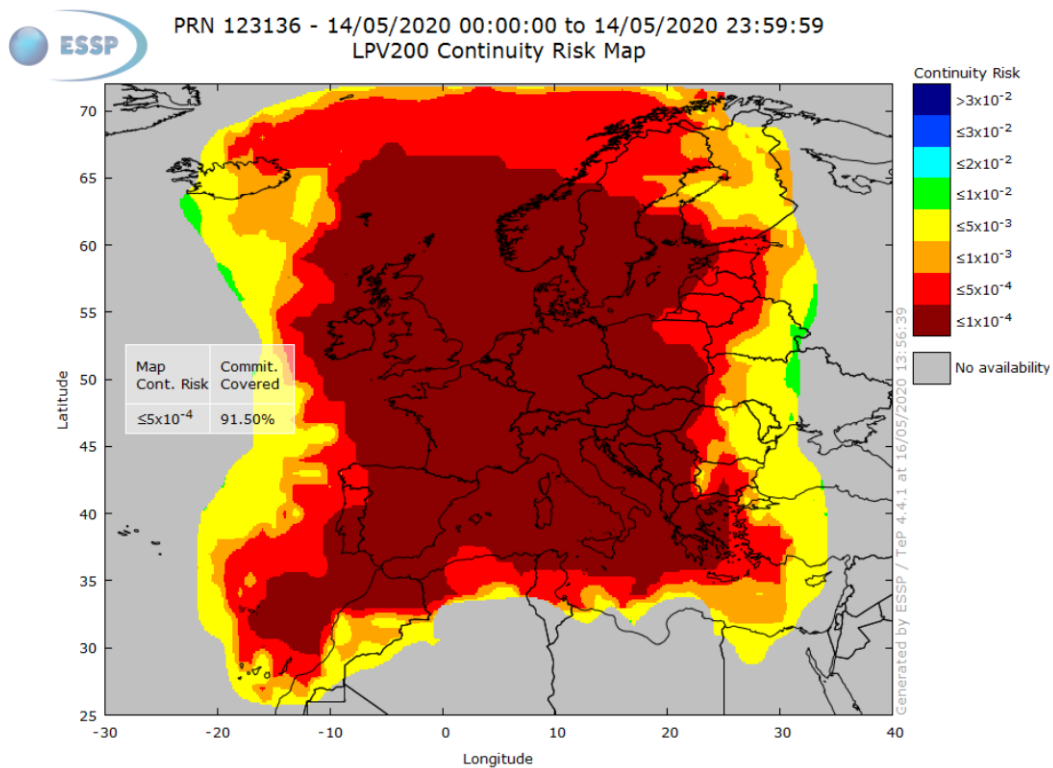 ESSP
PRN 123136 - 14/05/2020 00:00:00 to 14/05/2020 23:59:59
LPV200 Continuity Risk Map
Continuity Risk
>3x10⁻²
≤3x10⁻²
≤2x10⁻²
≤1x10⁻²
≤5x10⁻³
≤1x10⁻³
≤5x10⁻⁴
≤1x10⁻⁴
No availability
Map Cont. Risk
Commit. Covered
≤5x10⁻⁴ 91.50%
Latitude
70
65
60
55
50
45
40
35
30
25
-30 -20 -10 0 10 20 30 40
Longitude
Generated by ESSP / TeP 4.4.1 at 16/05/2020 13:56:39